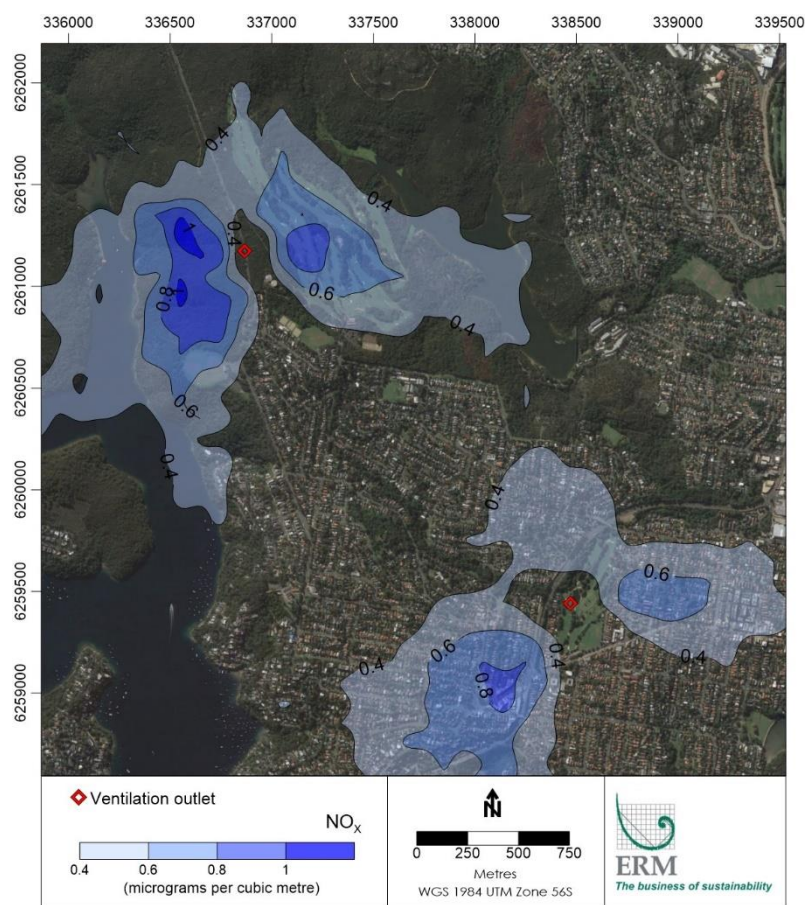 336000 336500 337000 337500 338000 338500 339000 339500
6262000
6261500
6261000
6260500
6260000
6259500
6259000
0.4
0.4
1
0.4
0.8
1
0.6
0.4
0.6
0.4
0.4
0.6
0.6
0.4
0.4
0.4
0.8
Ventilation outlet
NOx
0.4 0.6 0.8 1
(micrograms per cubic metre)
N
0 250 500 750
Metres
WGS 1984 UTM Zone 56S
ERM
The business of sustainability